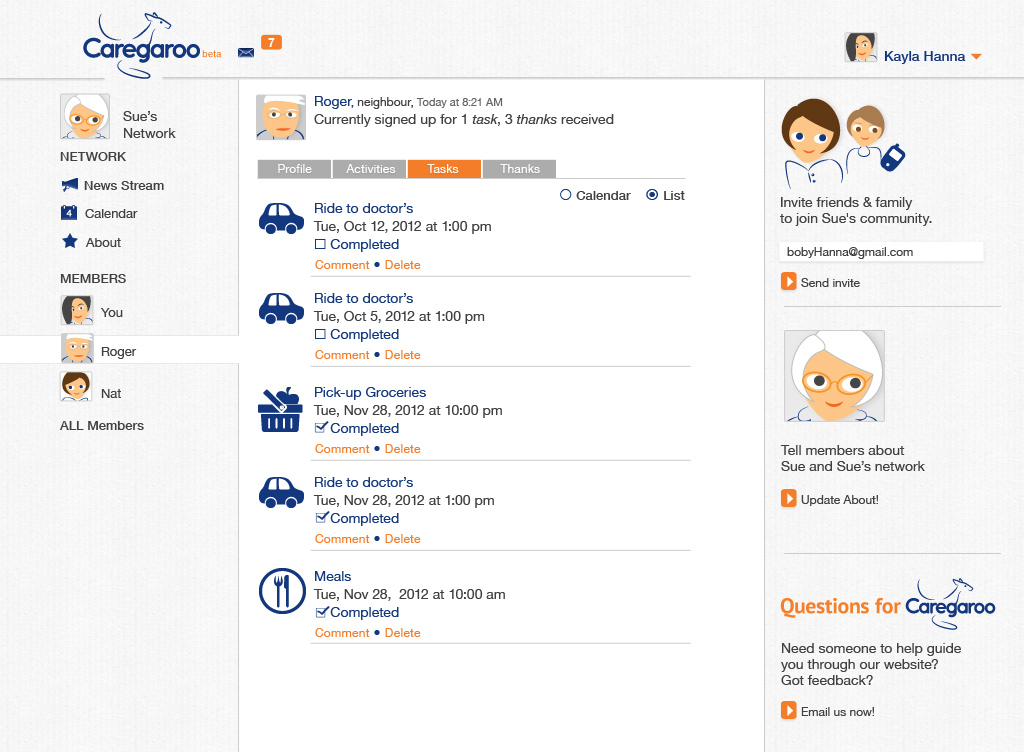 Caregaroo beta
7
Kayla Hanna
Sue's
Network
NETWORK
News Stream
4
Calendar
About
MEMBERS
You
Roger
Nat
ALL Members
Roger, neighbour, Today at 8:21 AM
Currently signed up for 1 task, 3 thanks received
Profile Activities Tasks Thanks
Calendar List
Ride to doctor's
Tue, Oct 12, 2012 at 1:00 pm
Completed
Comment • Delete
Ride to doctor's
Tue, Oct 5, 2012 at 1:00 pm
Completed
Comment • Delete
Pick-up Groceries
Tue, Nov 28, 2012 at 10:00 pm
Completed
Comment • Delete
Ride to doctor's
Tue, Nov 28, 2012 at 1:00 pm
Completed
Comment • Delete
Meals
Tue, Nov 28, 2012 at 10:00 am
Completed
Comment • Delete
Invite friends & family
to join Sue's community.
bobyHanna@gmail.com
Send invite
Tell members about
Sue and Sue's network
Update About!
Questions for Caregaroo
Need someone to help guide
you through our website?
Got feedback?
Email us now!